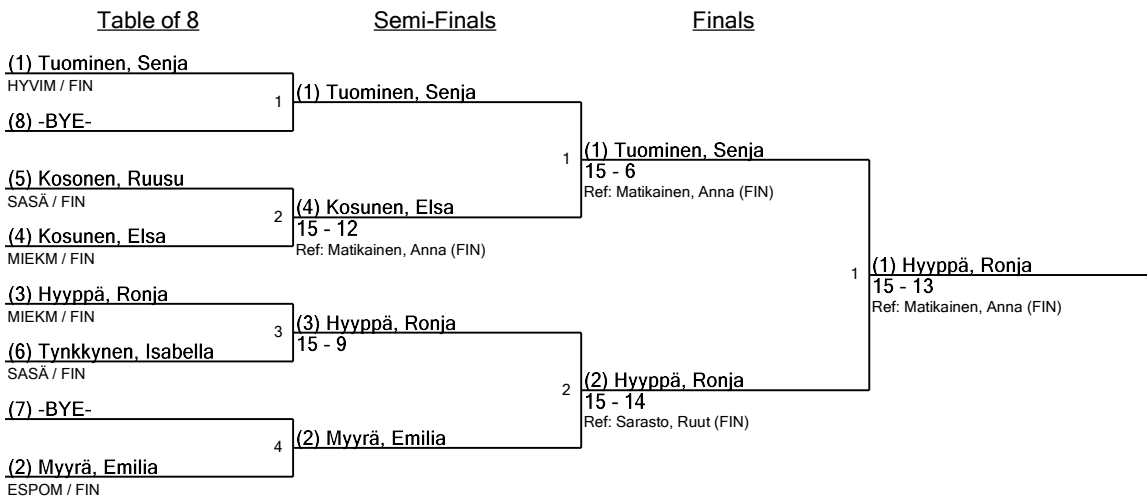 Table of 8
Semi-Finals
Finals
(1) Tuominen, Senja
HYVIM / FIN
1
(8) -BYE-
(5) Kosonen, Ruusu
SASÄ / FIN
2
(4) Kosunen, Elsa
MIEKM / FIN
(3) Hyyppä, Ronja
MIEKM / FIN
3
(6) Tynkkynen, Isabella
SASÄ / FIN
(7) -BYE-
4
(2) Myyrä, Emilia
ESPOM / FIN
(1) Tuominen, Senja
1
(4) Kosunen, Elsa
15 - 12
Ref: Matikainen, Anna (FIN)
(3) Hyyppä, Ronja
15 - 9
2
(2) Myyrä, Emilia
(1) Tuominen, Senja
15 - 6
Ref: Matikainen, Anna (FIN)
1
(2) Hyyppä, Ronja
15 - 14
Ref: Sarasto, Ruut (FIN)
(1) Hyyppä, Ronja
15 - 13
Ref: Matikainen, Anna (FIN)